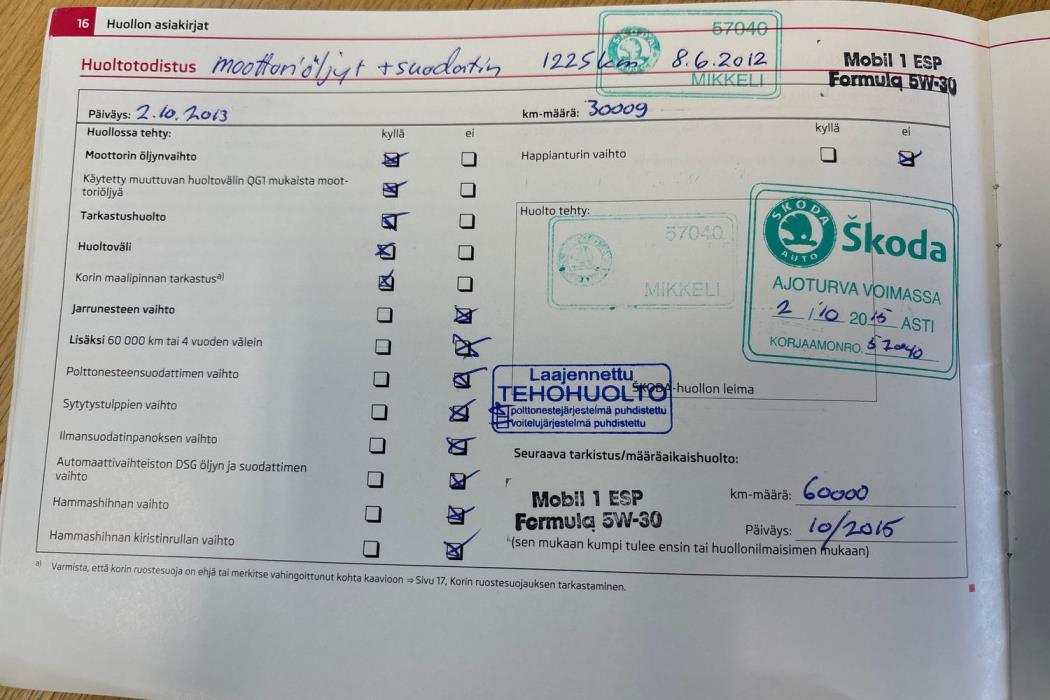 16 Huollon asiakirjat
57040
Huoltotodistus moottoriöljyt + suodatin 1225 km 8.6.2012
MIKKELI
Mobil 1 ESP
Formula 5W-30
Päiväys: 2.10.2013 km-määrä: 30009
Huollossa tehty: kyllä ei kyllä ei
Moottorin öljynvaihto Happianturin vaihto
Käytetty muuttuvan huoltovälin QG1 mukaista moot-
toriöljyä
Tarkastushuolto
Huoltoväli
Korin maalipinnan tarkastus a)
Jarrunesteen vaihto
Lisäksi 60 000 km tai 4 vuoden välein
Polttonesteensuodattimen vaihto
Sytytystulppien vaihto
Ilmansuodatinpanoksen vaihto
Automaattivaihteiston DSG öljyn ja suodattimen
vaihto
Hammashihnan vaihto
Hammashihnan kiristinrullan vaihto
Huolto tehty:
57040
MIKKELI
ŠKODA
AUTO
Škoda
AJOTURVA VOIMASSA
2 / 10 2015 ASTI
KORJAAMONRO. 57040
Laajennettu
TEHOHUOLTO
polttonestejärjestelmä puhdistettu
voitelujärjestelmä puhdistettu
ŠKODA-huollon leima
Seuraava tarkistus/määräaikaishuolto:
Mobil 1 ESP
Formula 5W-30
km-määrä: 60000
Päiväys: 10/2015
(sen mukaan kumpi tulee ensin tai huollonilmaisimen mukaan)
a) Varmista, että korin ruostesuoja on ehjä tai merkitse vahingoittunut kohta kaavioon ⇒ Sivu 17, Korin ruostesuojauksen tarkastaminen.